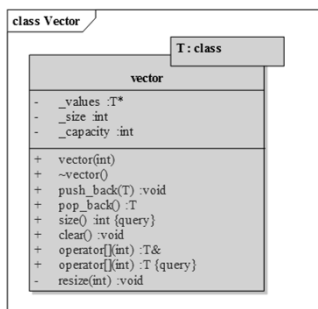 class Vector
T : class
vector
- _values :T*
- _size :int
- _capacity :int
+ vector(int)
+ ~vector()
+ push_back(T) :void
+ pop_back() :T
+ size() :int {query}
+ clear() :void
+ operator[](int) :T&
+ operator[](int) :T {query}
- resize(int) :void